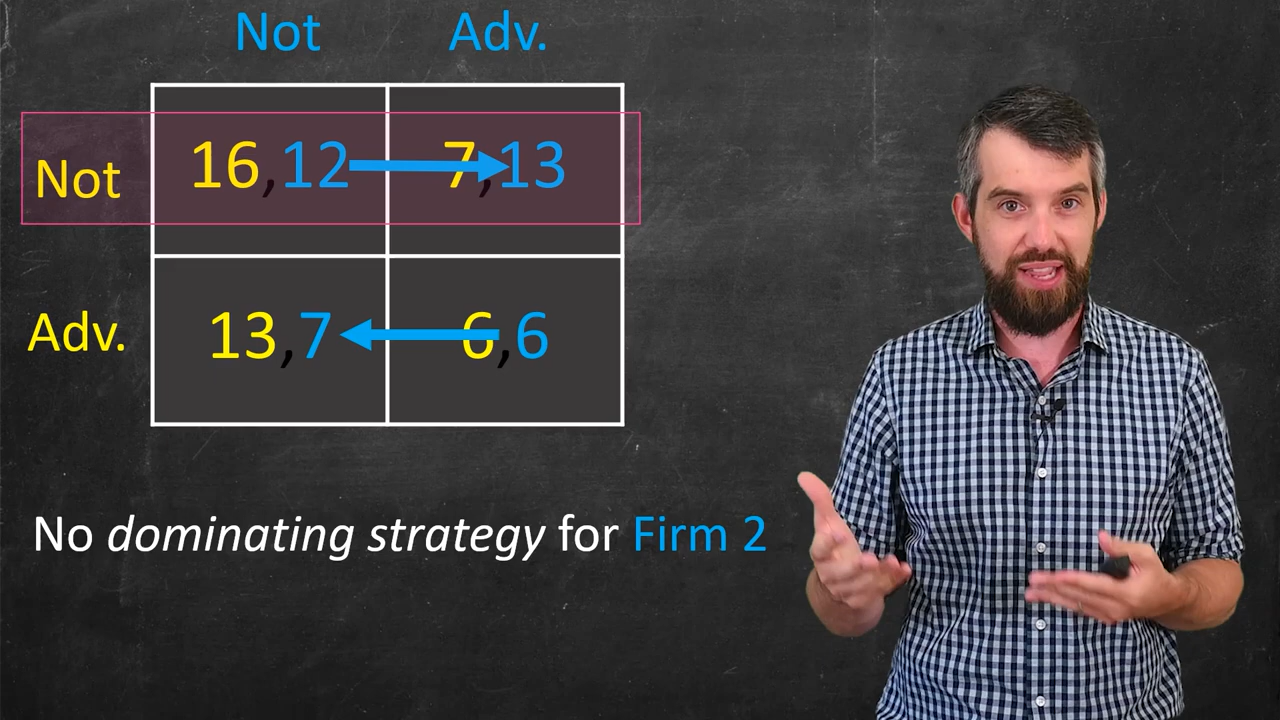 Not Adv.
Not 16,12 7,13
Adv. 13,7 6,6
No dominating strategy for Firm 2